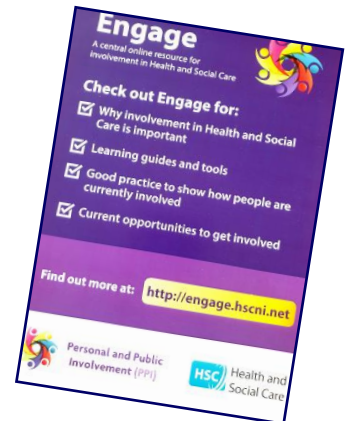 Engage
A central online resource for
involvement in Health and Social Care
Check out Engage for:
Why involvement in Health and Social
Care is important
Learning guides and tools
Good practice to show how people are
currently involved
Current opportunities to get involved
Find out more at: http://engage.hscni.net
Personal and Public
Involvement (PPI)
HSC Health and
Social Care